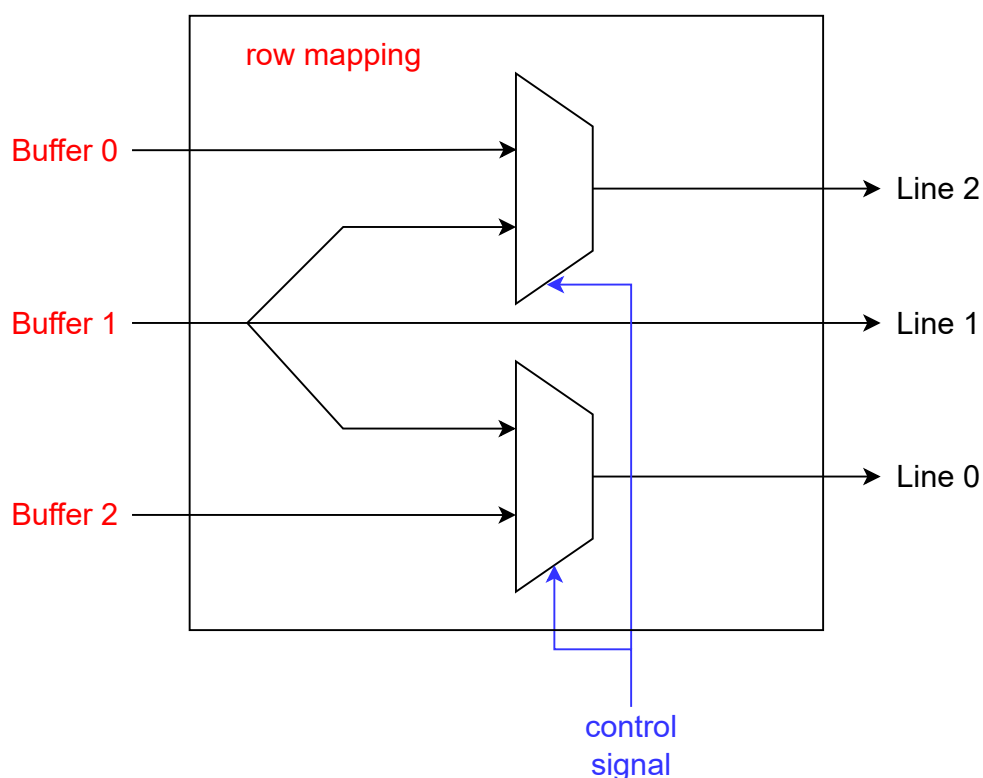 row mapping
Buffer 0
Line 2
Buffer 1
Line 1
Buffer 2
Line 0
control
signal